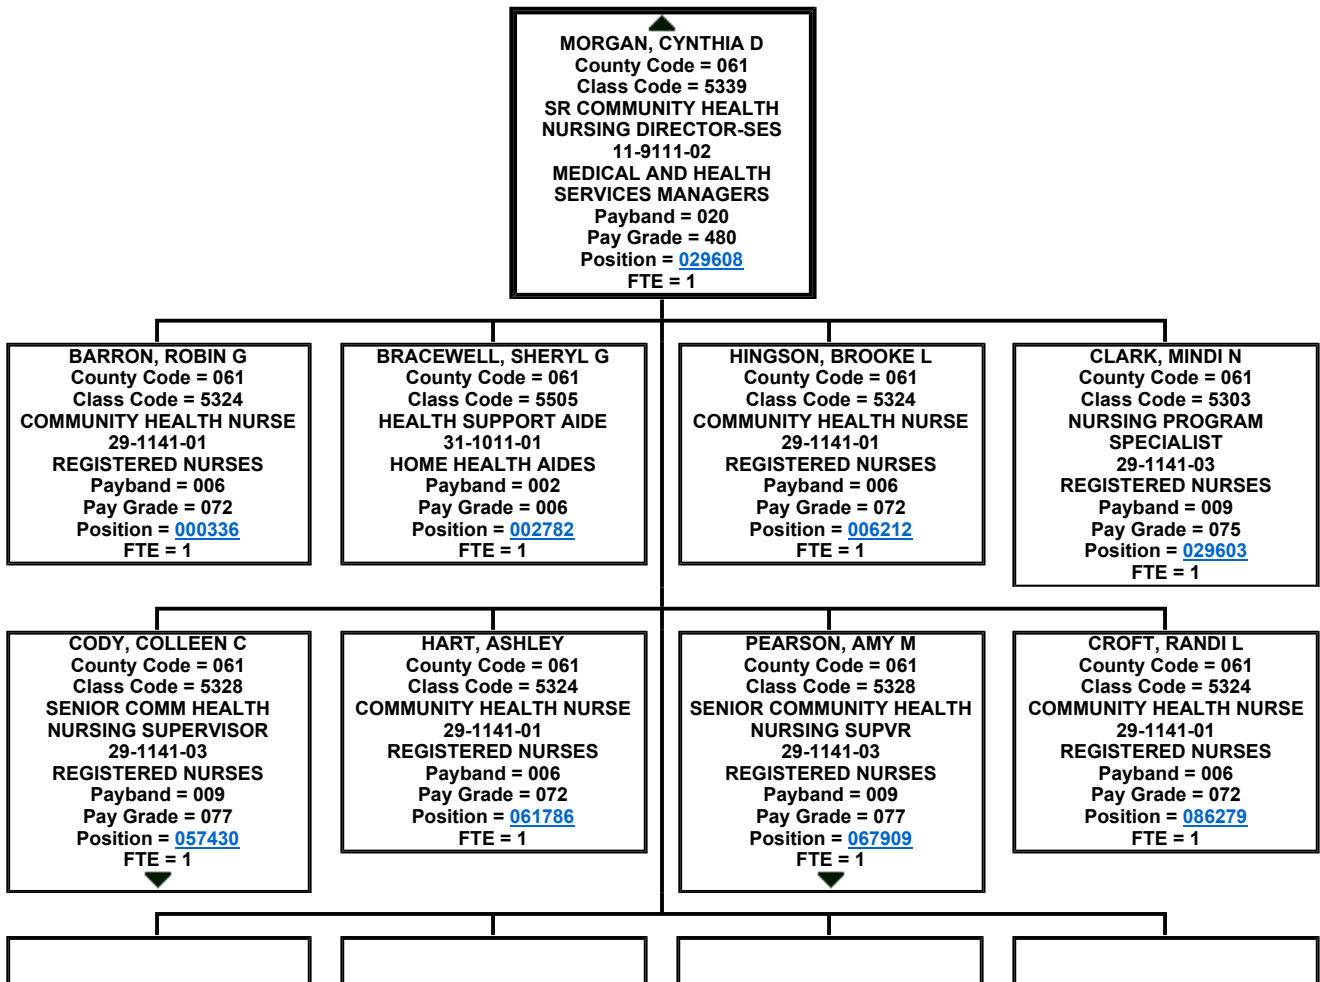 MORGAN, CYNTHIA D
County Code = 061
Class Code = 5339
SR COMMUNITY HEALTH
NURSING DIRECTOR-SES
11-9111-02
MEDICAL AND HEALTH
SERVICES MANAGERS
Payband = 020
Pay Grade = 480
Position = 029608
FTE = 1
BARRON, ROBIN G
County Code = 061
Class Code = 5324
COMMUNITY HEALTH NURSE
29-1141-01
REGISTERED NURSES
Payband = 006
Pay Grade = 072
Position = 000336
FTE = 1
BRACEWELL, SHERYL G
County Code = 061
Class Code = 5505
HEALTH SUPPORT AIDE
31-1011-01
HOME HEALTH AIDES
Payband = 002
Pay Grade = 006
Position = 002782
FTE = 1
HINGSON, BROOKE L
County Code = 061
Class Code = 5324
COMMUNITY HEALTH NURSE
29-1141-01
REGISTERED NURSES
Payband = 006
Pay Grade = 072
Position = 006212
FTE = 1
CLARK, MINDI N
County Code = 061
Class Code = 5303
NURSING PROGRAM
SPECIALIST
29-1141-03
REGISTERED NURSES
Payband = 009
Pay Grade = 075
Position = 029603
FTE = 1
CODY, COLLEEN C
County Code = 061
Class Code = 5328
SENIOR COMM HEALTH
NURSING SUPERVISOR
29-1141-03
REGISTERED NURSES
Payband = 009
Pay Grade = 077
Position = 057430
FTE = 1
HART, ASHLEY
County Code = 061
Class Code = 5324
COMMUNITY HEALTH NURSE
29-1141-01
REGISTERED NURSES
Payband = 006
Pay Grade = 072
Position = 061786
FTE = 1
PEARSON, AMY M
County Code = 061
Class Code = 5328
SENIOR COMMUNITY HEALTH
NURSING SUPVR
29-1141-03
REGISTERED NURSES
Payband = 009
Pay Grade = 077
Position = 067909
FTE = 1
CROFT, RANDI L
County Code = 061
Class Code = 5324
COMMUNITY HEALTH NURSE
29-1141-01
REGISTERED NURSES
Payband = 006
Pay Grade = 072
Position = 086279
FTE = 1